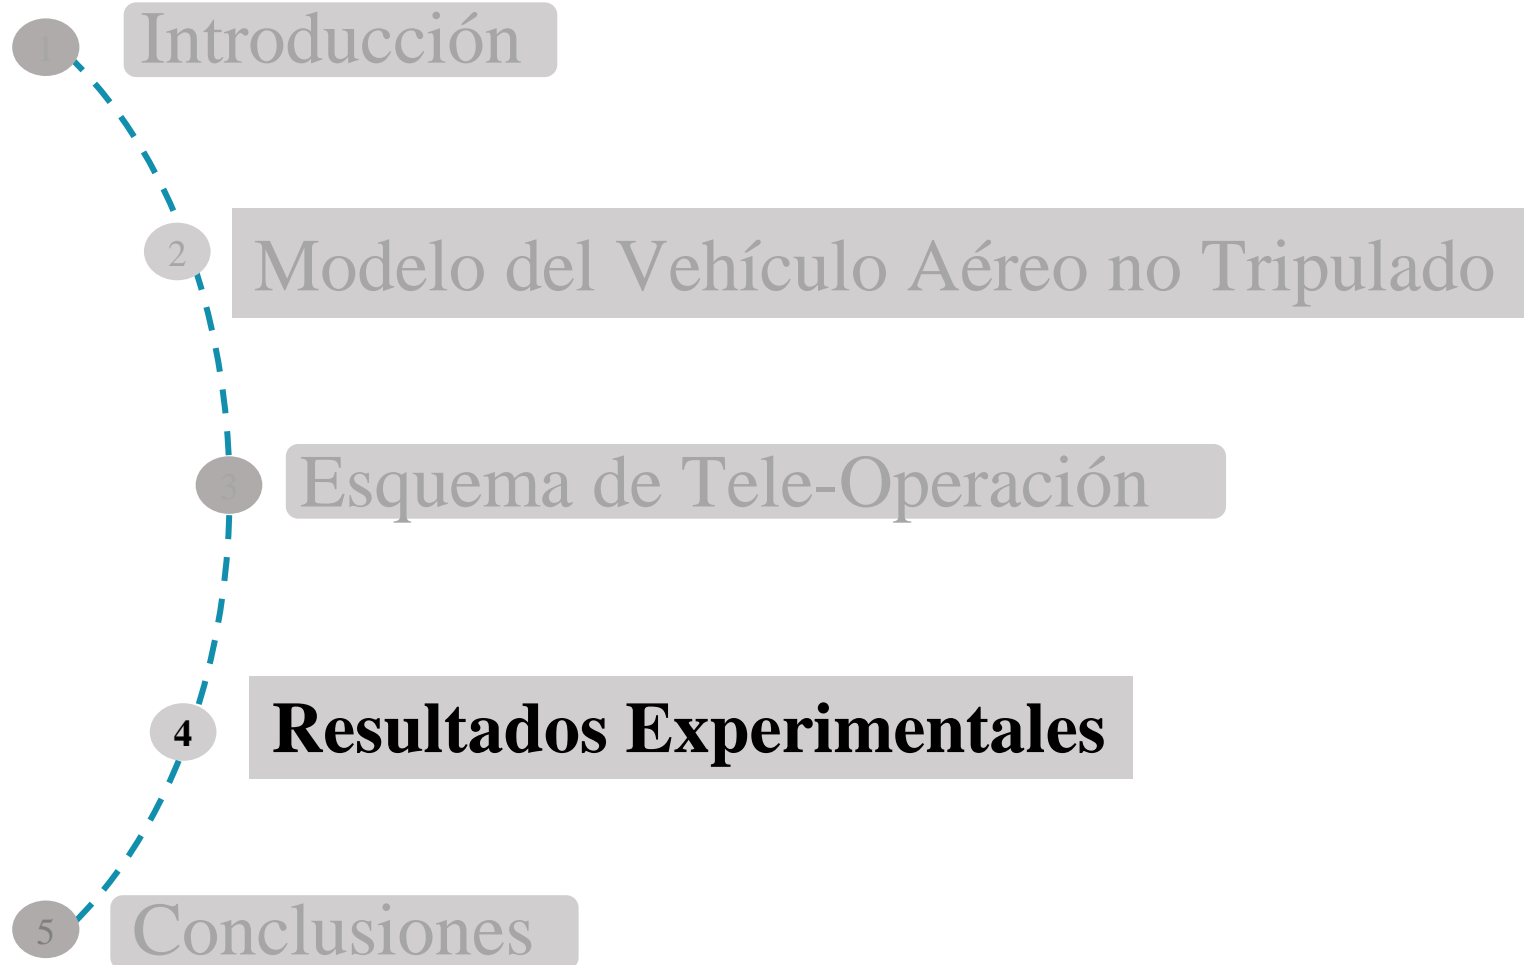 1 Introducción
2 Modelo del Vehículo Aéreo no Tripulado
3 Esquema de Tele-Operación
4 Resultados Experimentales
5 Conclusiones